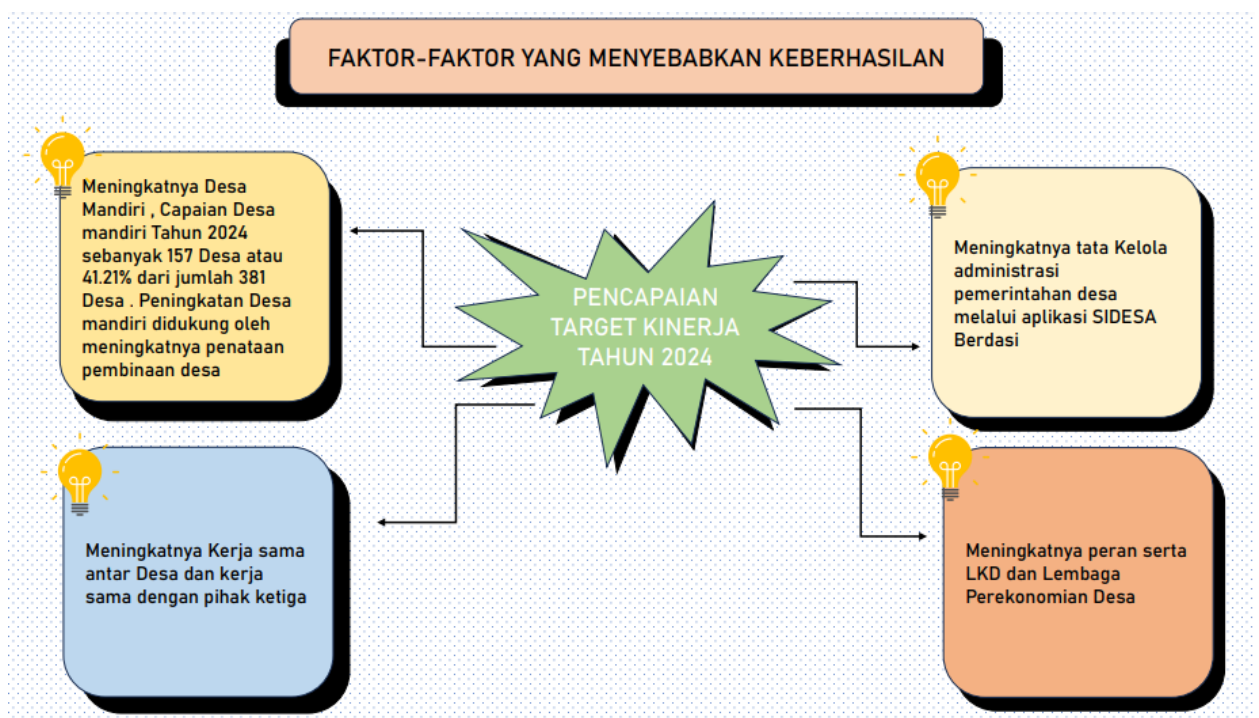 FAKTOR-FAKTOR YANG MENYEBABKAN KEBERHASILAN
Meningkatnya Desa
Mandiri , Capaian Desa
mandiri Tahun 2024
sebanyak 157 Desa atau
41.21% dari jumlah 381
Desa . Peningkatan Desa
mandiri didukung oleh
meningkatnya penataan
pembinaan desa
PENCAPAIAN
TARGET KINERJA
TAHUN 2024
Meningkatnya tata Kelola
administrasi
pemerintahan desa
melalui aplikasi SIDESA
Berdasi
Meningkatnya Kerja sama
antar Desa dan kerja
sama dengan pihak ketiga
Meningkatnya peran serta
LKD dan Lembaga
Perekonomian Desa